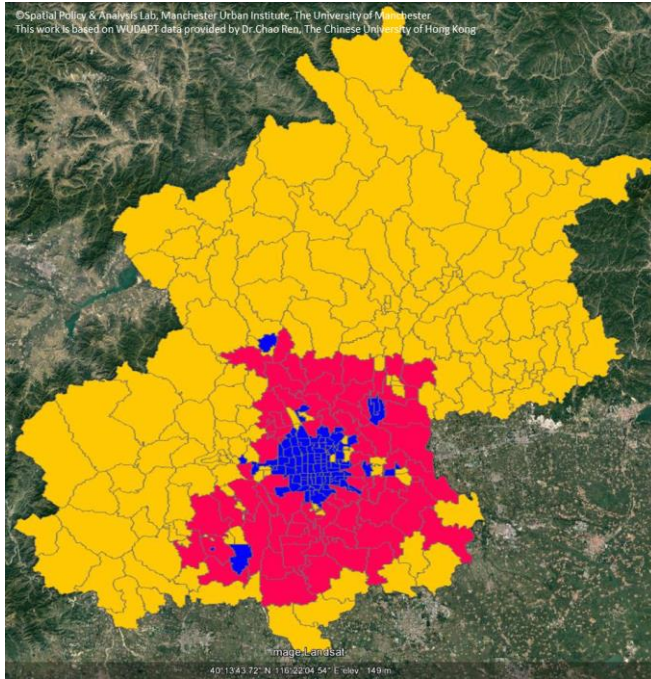 ©Spatial Policy & Analysis Lab, Manchester Urban Institute, The University of Manchester
This work is based on WUDAPT data provided by Dr.Chao Ren, The Chinese University of Hong Kong
mage Landsat
40°13'43.72" N 116°22'04.54" E elev 149 m